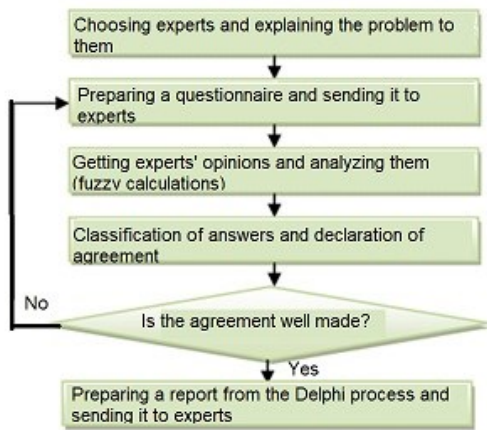 Choosing experts and explaining the problem to
them
Preparing a questionnaire and sending it to
experts
Getting experts' opinions and analyzing them
(fuzzy calculations)
Classification of answers and declaration of
agreement
No
Is the agreement well made?
Yes
Preparing a report from the Delphi process and
sending it to experts